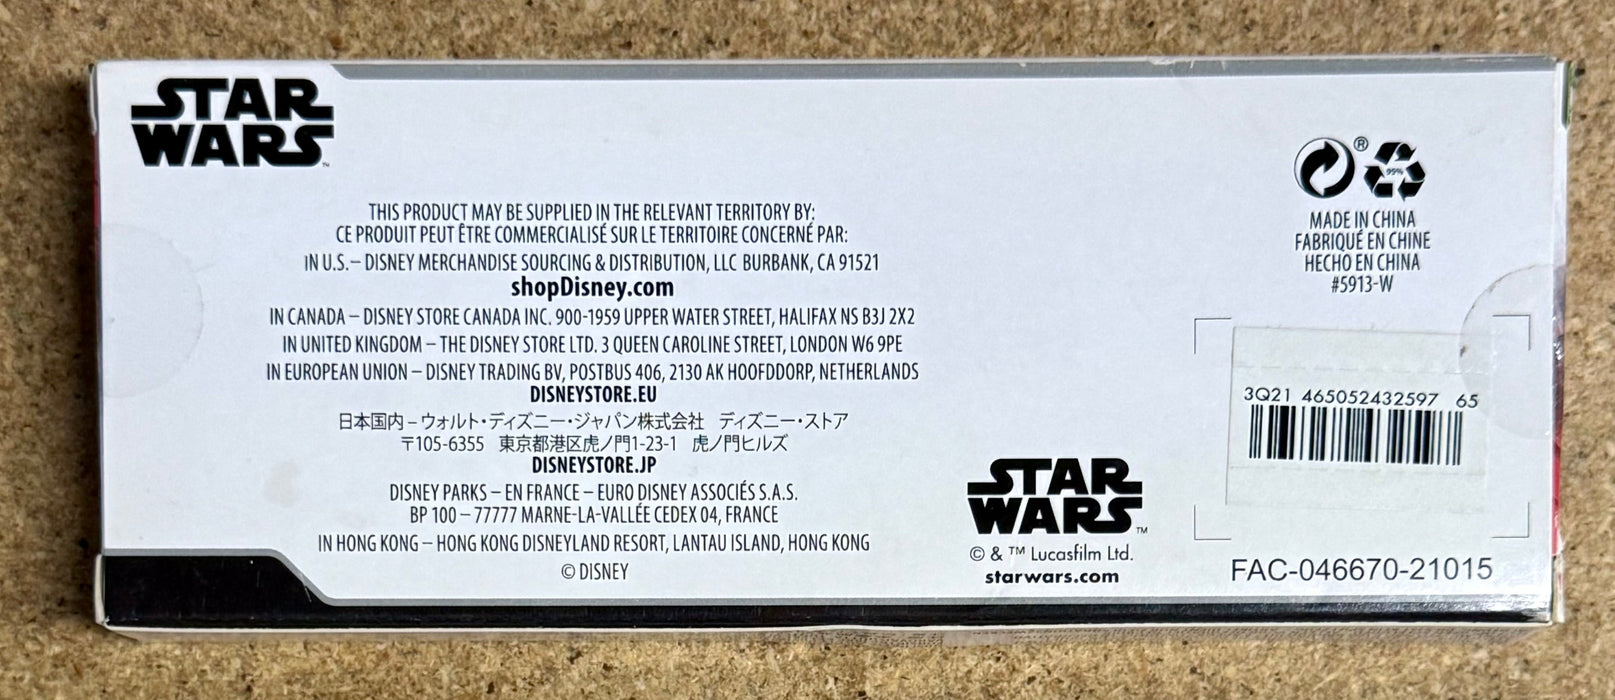 STAR
WARS™
THIS PRODUCT MAY BE SUPPLIED IN THE RELEVANT TERRITORY BY:
CE PRODUIT PEUT ÊTRE COMMERCIALISÉ SUR LE TERRITOIRE CONCERNÉ PAR:
IN U.S.– DISNEY MERCHANDISE SOURCING & DISTRIBUTION, LLC BURBANK, CA 91521
shopDisney.com
IN CANADA – DISNEY STORE CANADA INC. 900-1959 UPPER WATER STREET, HALIFAX NS B3J 2X2
IN UNITED KINGDOM – THE DISNEY STORE LTD. 3 QUEEN CAROLINE STREET, LONDON W6 9PE
IN EUROPEAN UNION – DISNEY TRADING BV, POSTBUS 406, 2130 AK HOOFDDORP, NETHERLANDS
DISNEYSTORE.EU
日本国内 – ウォルト・ディズニー・ジャパン株式会社 ディズニー・ストア
〒105-6355 東京都港区虎ノ門1-23-1 虎ノ門ヒルズ
DISNEYSTORE.JP
DISNEY PARKS – EN FRANCE – EURO DISNEY ASSOCIÉS S.A.S.
BP 100 – 77777 MARNE-LA-VALLÉE CEDEX 04, FRANCE
IN HONG KONG – HONG KONG DISNEYLAND RESORT, LANTAU ISLAND, HONG KONG
© DISNEY
STAR
WARS™
© & ™ Lucasfilm Ltd.
starwars.com
®
99%
MADE IN CHINA
FABRIQUÉ EN CHINE
HECHO EN CHINA
#5913-W
3Q21 465052432597 65
FAC-046670-21015